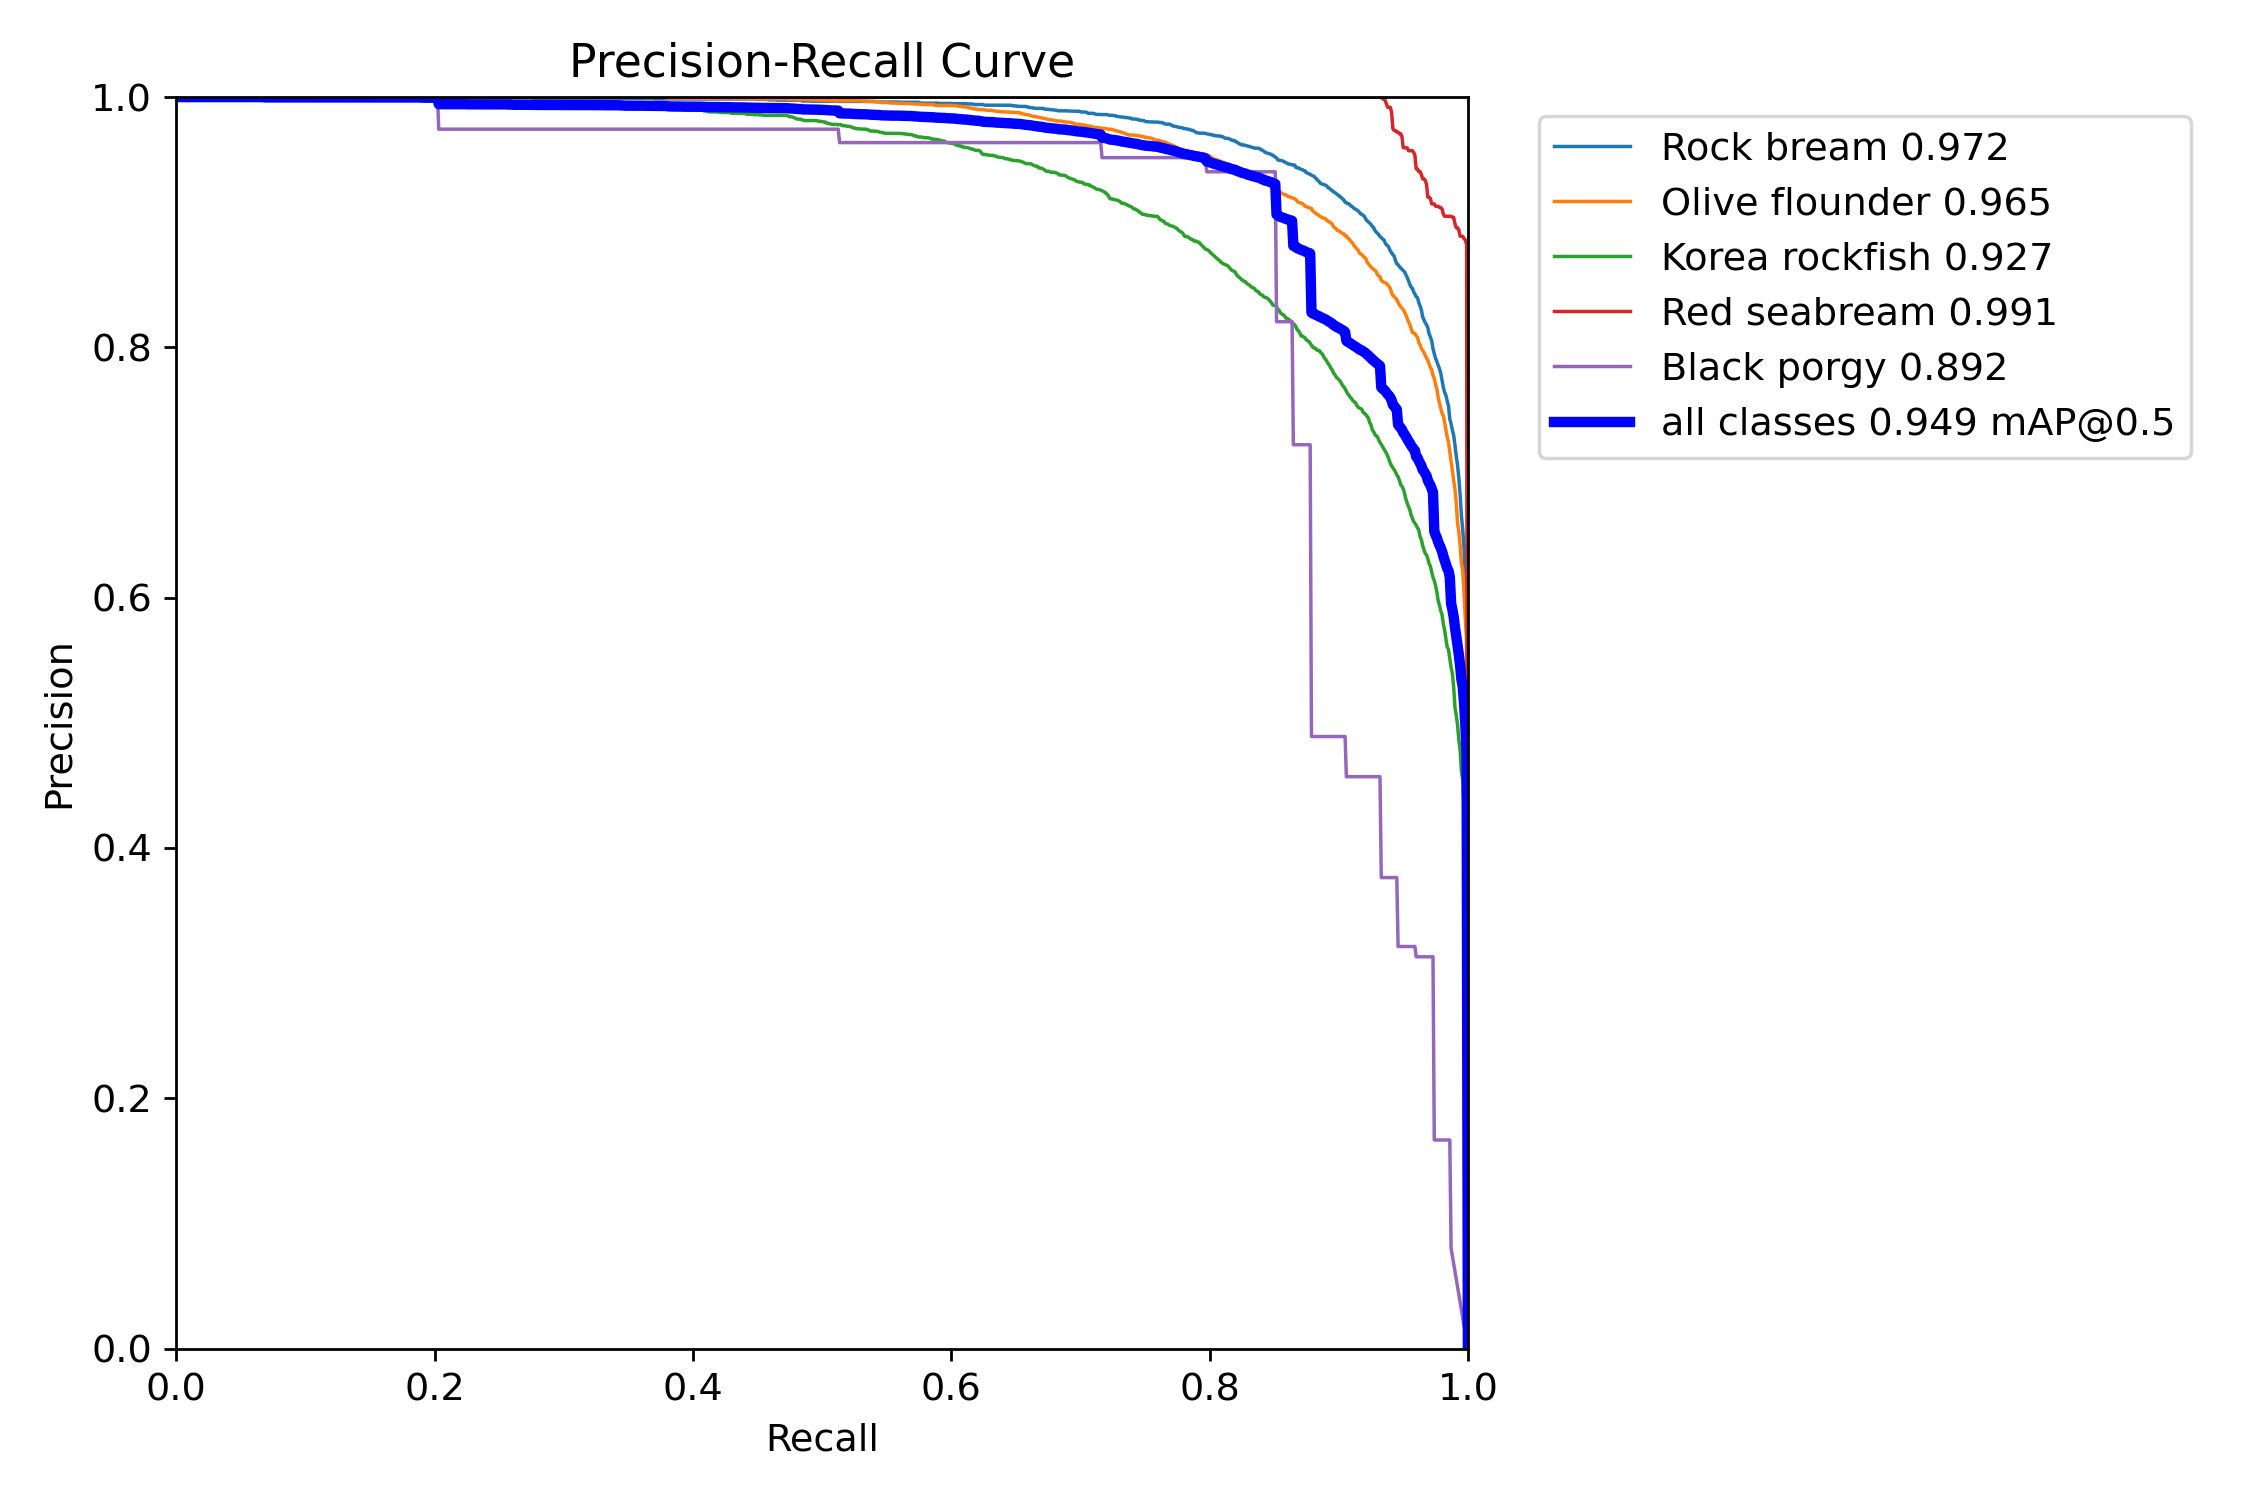 Precision-Recall Curve
1.0
0.8
0.6
0.4
0.2
0.0
Precision
0.0 0.2 0.4 0.6 0.8 1.0
Recall
Rock bream 0.972
Olive flounder 0.965
Korea rockfish 0.927
Red seabream 0.991
Black porgy 0.892
all classes 0.949 mAP@0.5